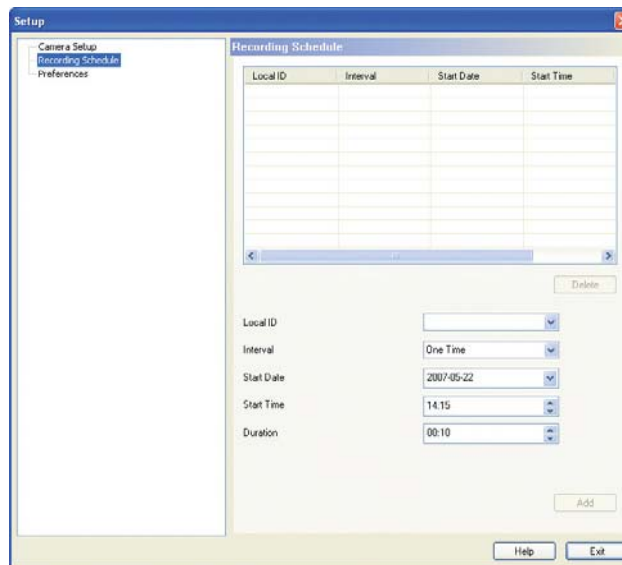 Setup
Camera Setup
Recording Schedule
Preferences
Recording Schedule
Local ID Interval Start Date Start Time
Delete
Local ID
Interval One Time
Start Date 2007-05-22
Start Time 14:15
Duration 00:10
Add
Help Exit